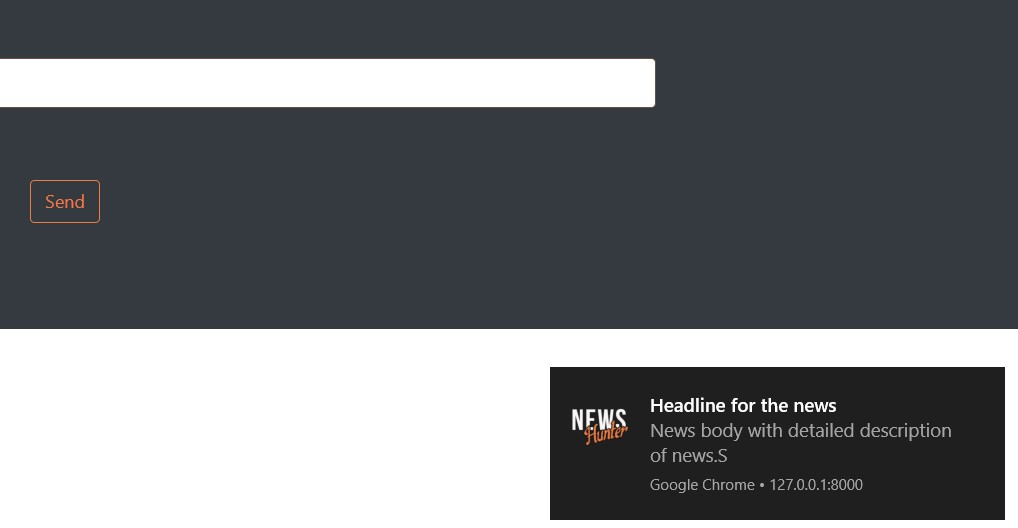 Send
NEWS
Hunter
Headline for the news
News body with detailed description
of news.S
Google Chrome • 127.0.0.1:8000